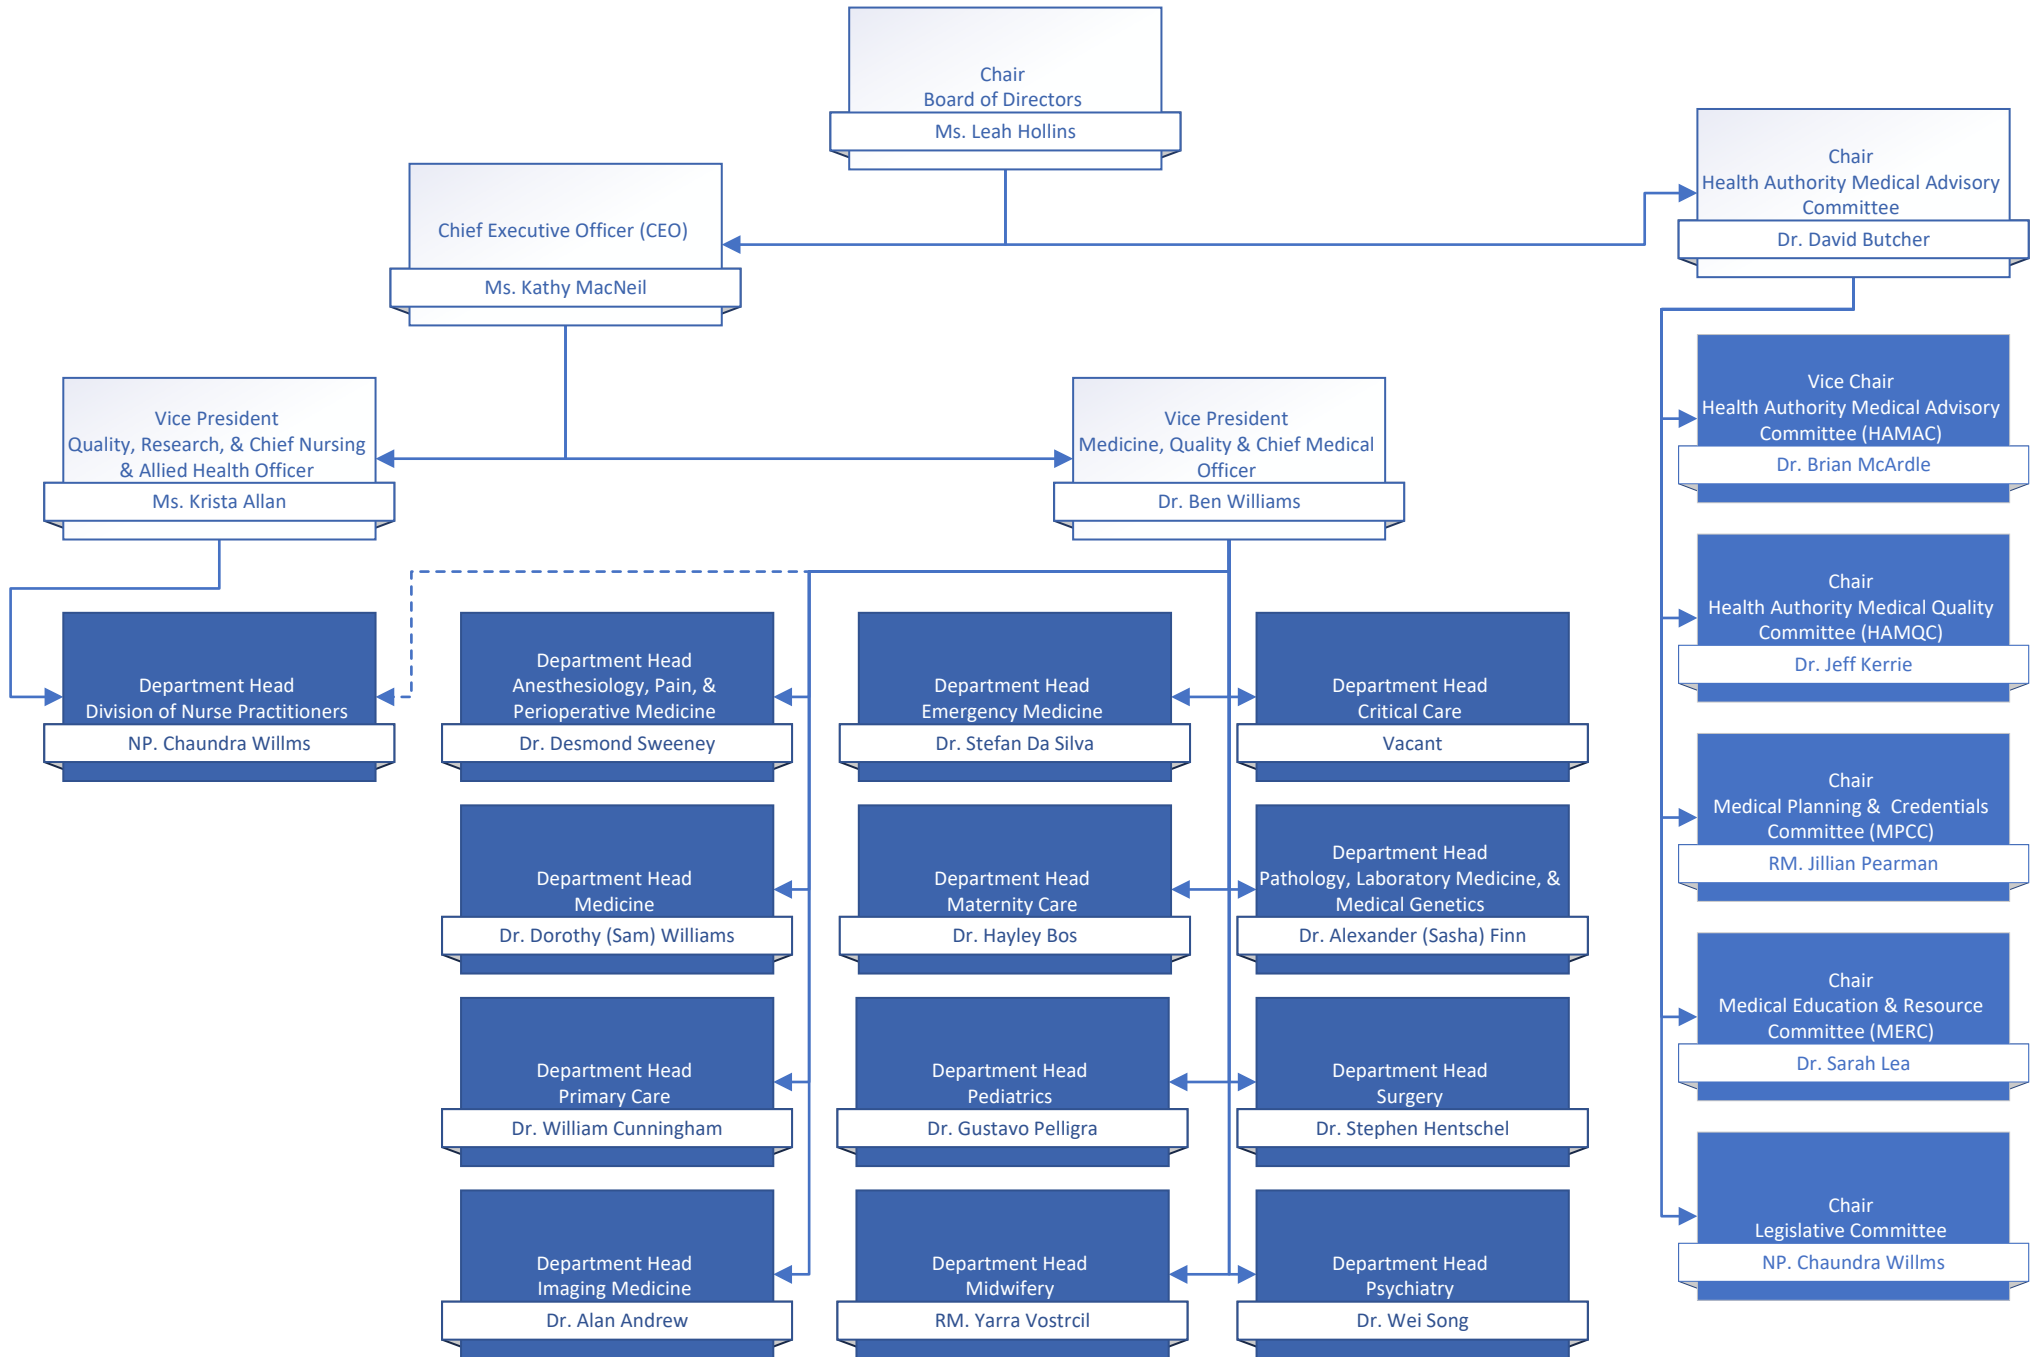 Chair
Board of Directors
Ms. Leah Hollins
Chair
Health Authority Medical Advisory
Committee
Dr. David Butcher
Chief Executive Officer (CEO)
Ms. Kathy MacNeil
Vice President
Quality, Research, & Chief Nursing
& Allied Health Officer
Ms. Krista Allan
Vice President
Medicine, Quality & Chief Medical
Officer
Dr. Ben Williams
Vice Chair
Health Authority Medical Advisory
Committee (HAMAC)
Dr. Brian McArdle
Chair
Health Authority Medical Quality
Committee (HAMQC)
Dr. Jeff Kerrie
Chair
Medical Planning &  Credentials
Committee (MPCC)
RM. Jillian Pearman
Chair
Medical Education & Resource
Committee (MERC)
Dr. Sarah Lea
Chair
Legislative Committee
NP. Chaundra Willms
Department Head
Division of Nurse Practitioners
NP. Chaundra Willms
Department Head
Anesthesiology, Pain, &
Perioperative Medicine
Dr. Desmond Sweeney
Department Head
Emergency Medicine
Dr. Stefan Da Silva
Department Head
Critical Care
Vacant
Department Head
Medicine
Dr. Dorothy (Sam) Williams
Department Head
Maternity Care
Dr. Hayley Bos
Department Head
Pathology, Laboratory Medicine, &
Medical Genetics
Dr. Alexander (Sasha) Finn
Department Head
Primary Care
Dr. William Cunningham
Department Head
Pediatrics
Dr. Gustavo Pelligra
Department Head
Surgery
Dr. Stephen Hentschel
Department Head
Imaging Medicine
Dr. Alan Andrew
Department Head
Midwifery
RM. Yarra Vostrcil
Department Head
Psychiatry
Dr. Wei Song